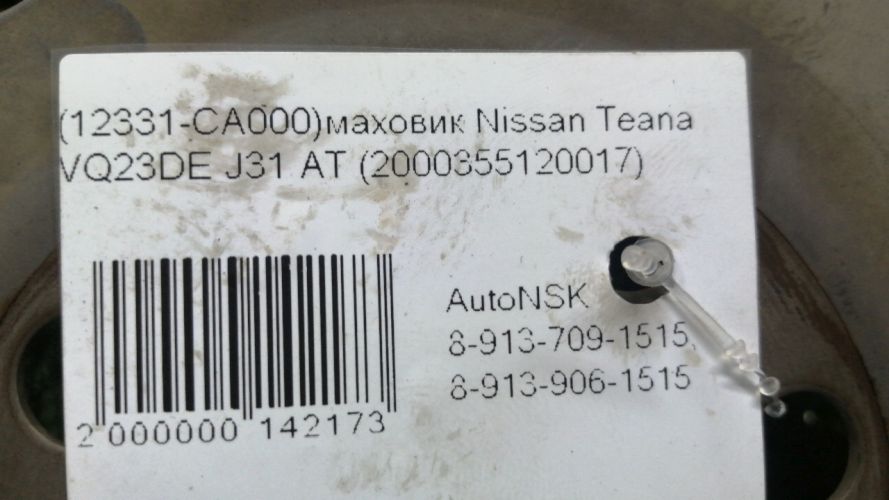 (12331-CA000)маховик Nissan Teana
VQ23DE J31 AT (2000355120017)
AutoNSK
8-913-709-1515,
8-913-906-1515
2 000000 142173